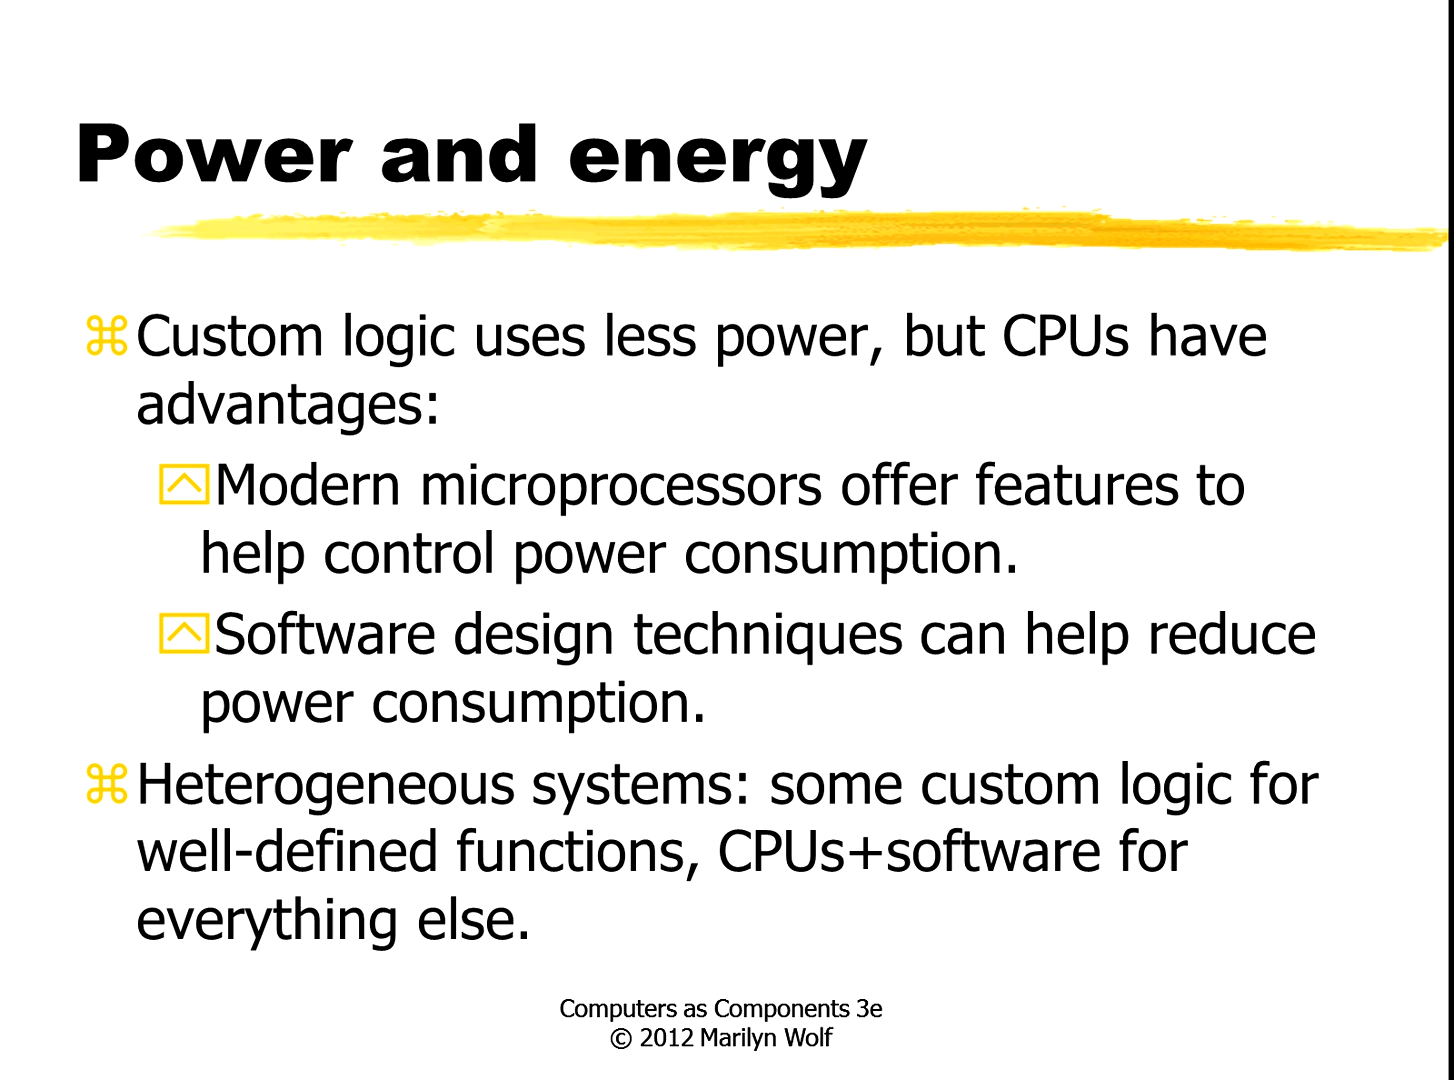 Power and energy
⌘Custom logic uses less power, but CPUs have
advantages:
Modern microprocessors offer features to
help control power consumption.
Software design techniques can help reduce
power consumption.
⌘Heterogeneous systems: some custom logic for
well-defined functions, CPUs+software for
everything else.
Computers as Components 3e
© 2012 Marilyn Wolf